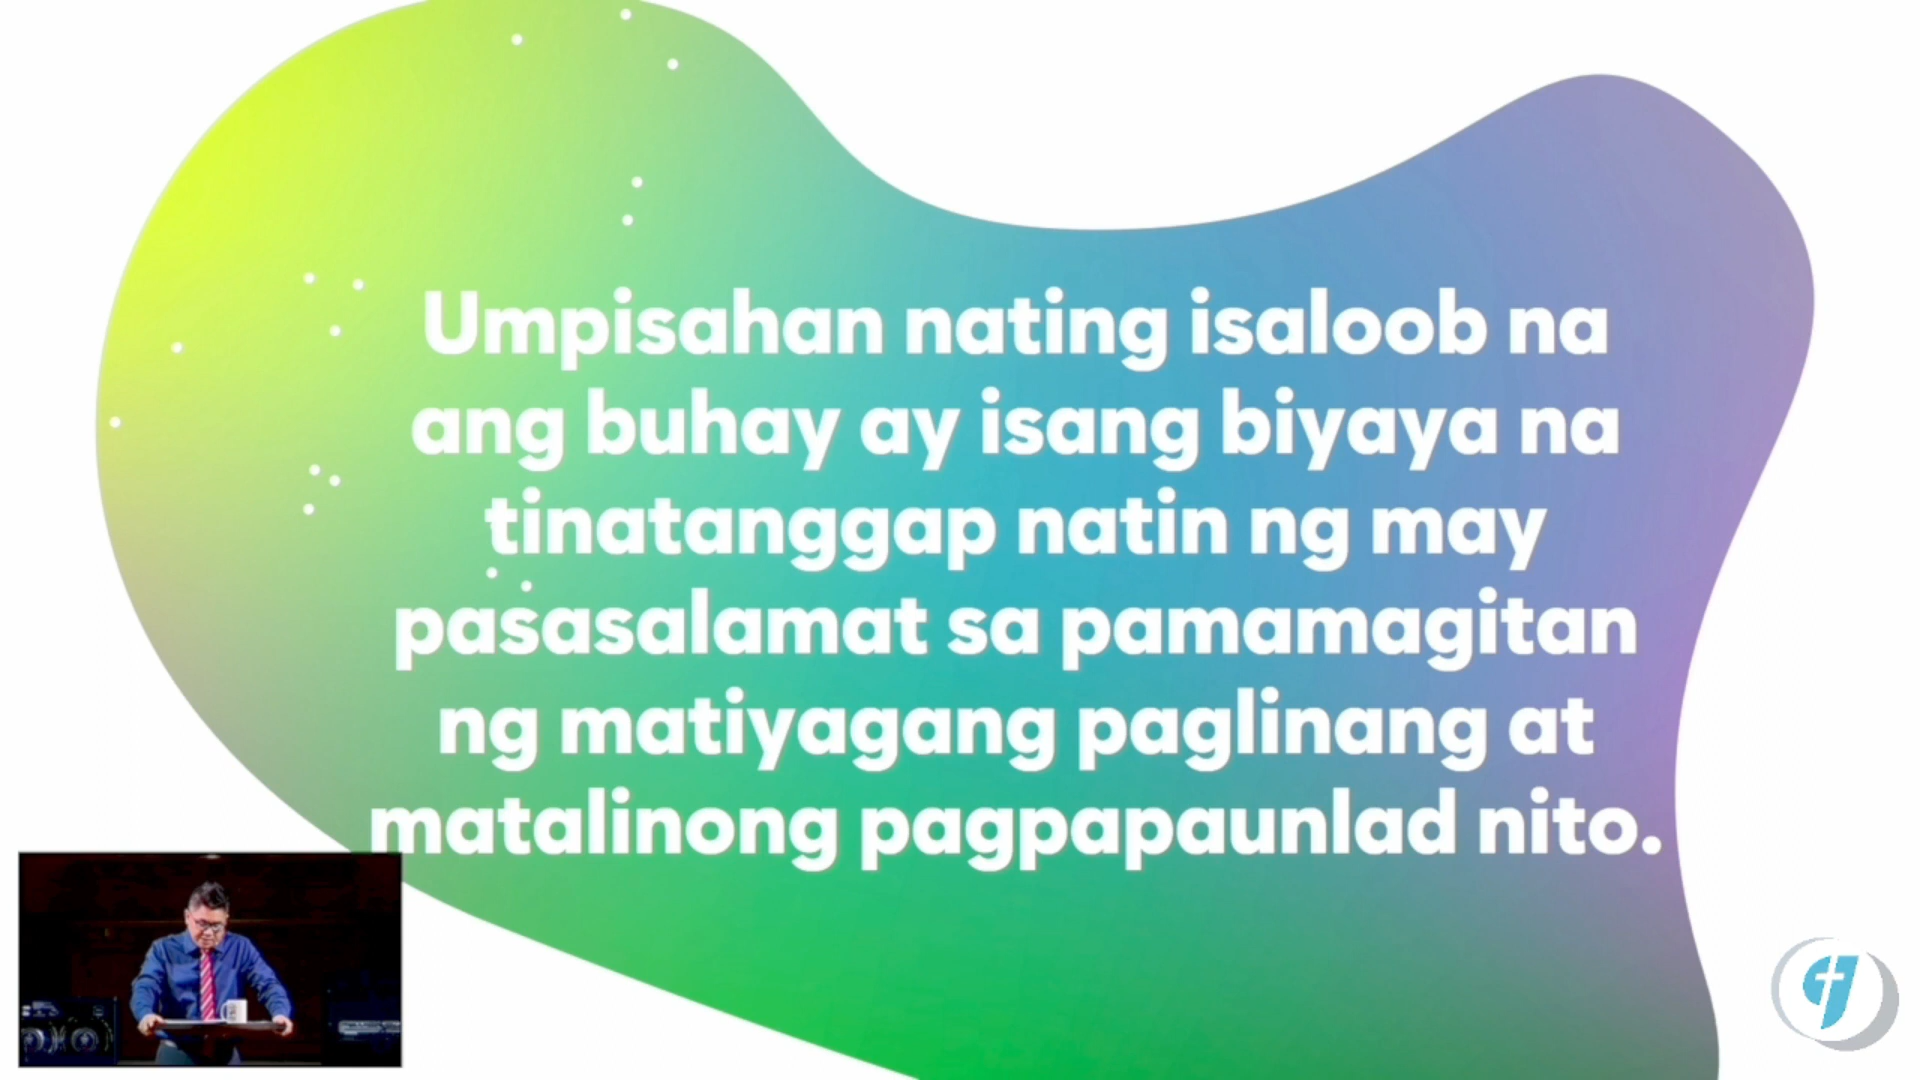 Umpisahan nating isaloob na
ang buhay ay isang biyaya na
tinatanggap natin ng may
pasasalamat sa pamamagitan
ng matiyagang paglinang at
matalinong pagpapaunlad nito.